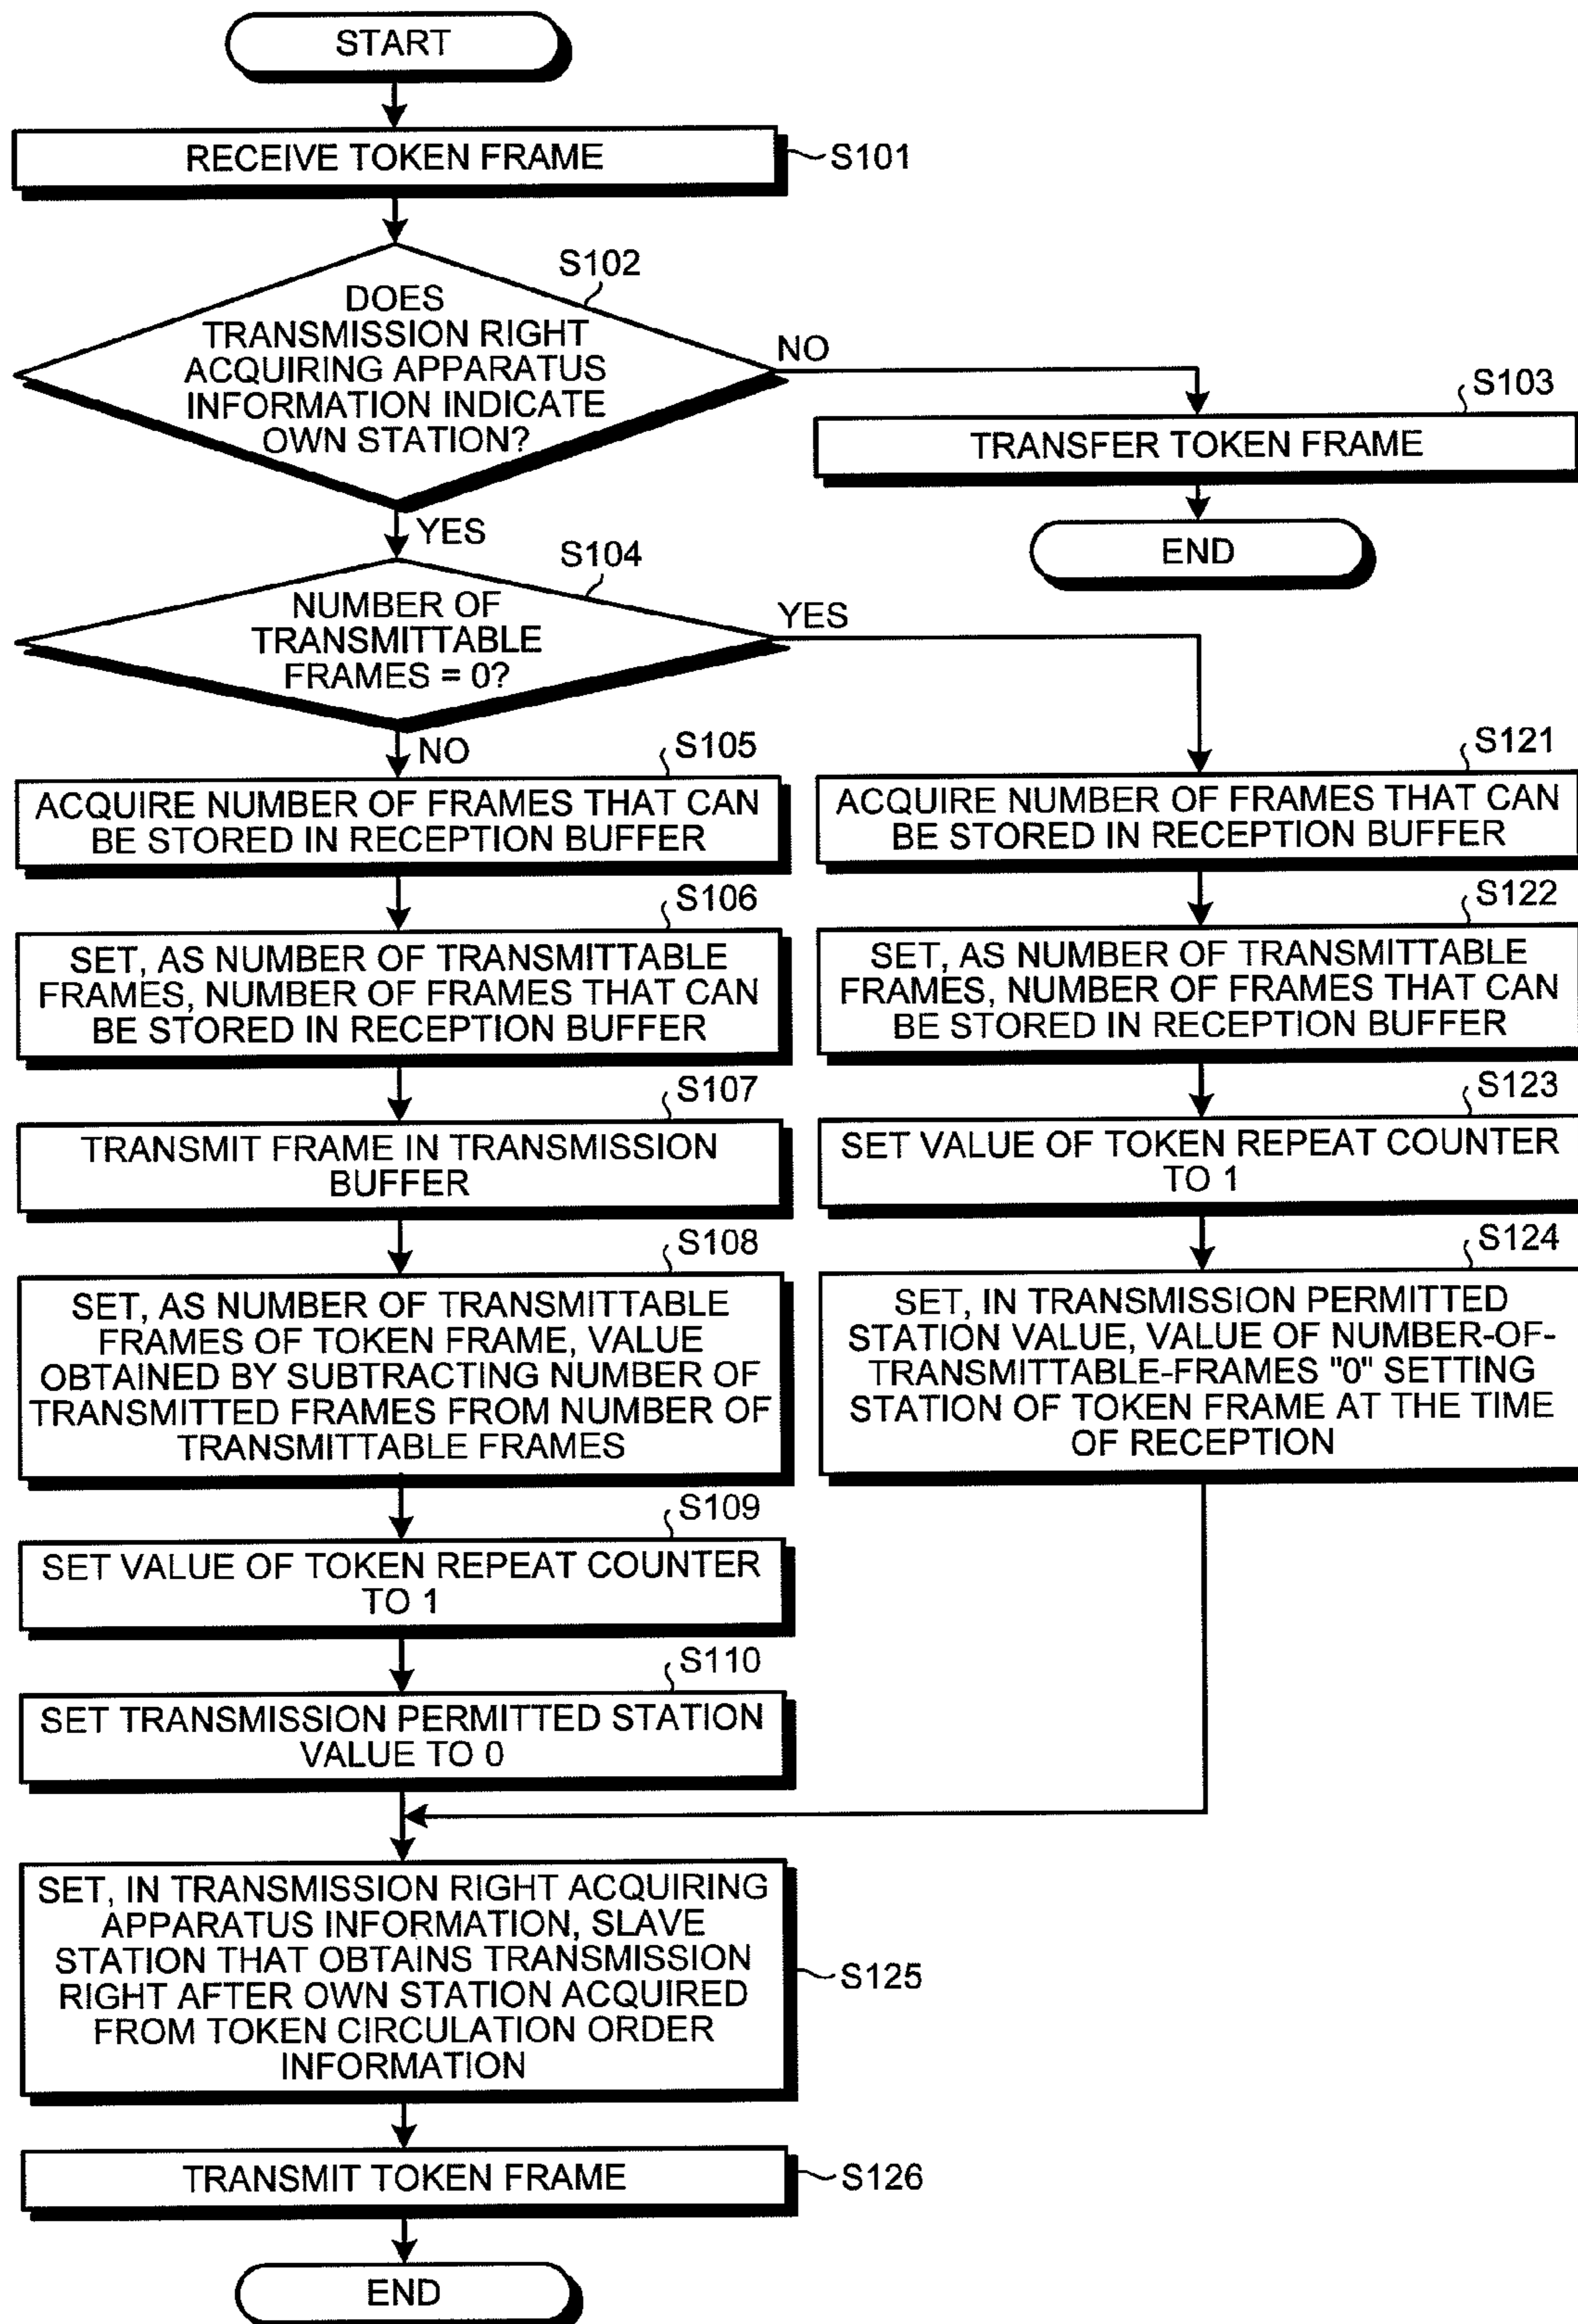 START
RECEIVE TOKEN FRAME
S101
S102
DOES
TRANSMISSION RIGHT
ACQUIRING APPARATUS
INFORMATION INDICATE
OWN STATION?
NO
S103
TRANSFER TOKEN FRAME
END
YES
S104
NUMBER OF
TRANSMITTABLE
FRAMES = 0?
YES
NO
S105
ACQUIRE NUMBER OF FRAMES THAT CAN
BE STORED IN RECEPTION BUFFER
S106
SET, AS NUMBER OF TRANSMITTABLE
FRAMES, NUMBER OF FRAMES THAT CAN
BE STORED IN RECEPTION BUFFER
S107
TRANSMIT FRAME IN TRANSMISSION
BUFFER
S108
SET, AS NUMBER OF TRANSMITTABLE
FRAMES OF TOKEN FRAME, VALUE
OBTAINED BY SUBTRACTING NUMBER OF
TRANSMITTED FRAMES FROM NUMBER OF
TRANSMITTABLE FRAMES
S109
SET VALUE OF TOKEN REPEAT COUNTER
TO 1
S110
SET TRANSMISSION PERMITTED STATION
VALUE TO 0
S121
ACQUIRE NUMBER OF FRAMES THAT CAN
BE STORED IN RECEPTION BUFFER
S122
SET, AS NUMBER OF TRANSMITTABLE
FRAMES, NUMBER OF FRAMES THAT CAN
BE STORED IN RECEPTION BUFFER
S123
SET VALUE OF TOKEN REPEAT COUNTER
TO 1
S124
SET, IN TRANSMISSION PERMITTED
STATION VALUE, VALUE OF NUMBER-OF-
TRANSMITTABLE-FRAMES "0" SETTING
STATION OF TOKEN FRAME AT THE TIME
OF RECEPTION
SET, IN TRANSMISSION RIGHT ACQUIRING
APPARATUS INFORMATION, SLAVE
STATION THAT OBTAINS TRANSMISSION
RIGHT AFTER OWN STATION ACQUIRED
FROM TOKEN CIRCULATION ORDER
INFORMATION
S125
TRANSMIT TOKEN FRAME
S126
END